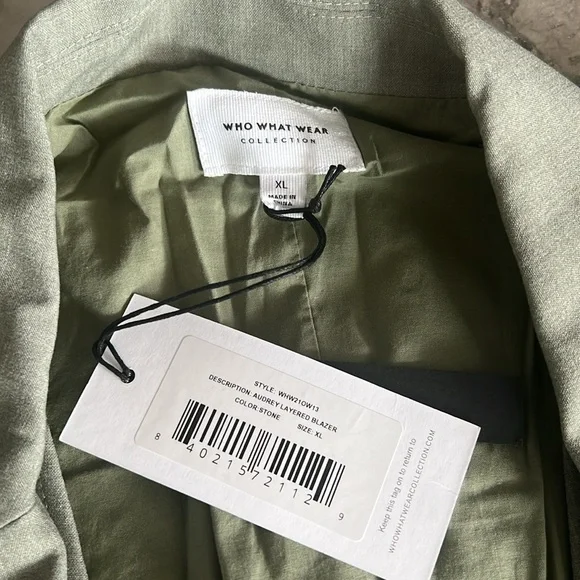 WHO WHAT WEAR
COLLECTION
XL
MADE IN
CHINA
STYLE: WHW21OW13
DESCRIPTION: AUDREY LAYERED BLAZER
COLOR:STONE SIZE: XL
8 40215 72112 9
Keep this tag on to return to
WHOWHATWEARCOLLECTION.COM